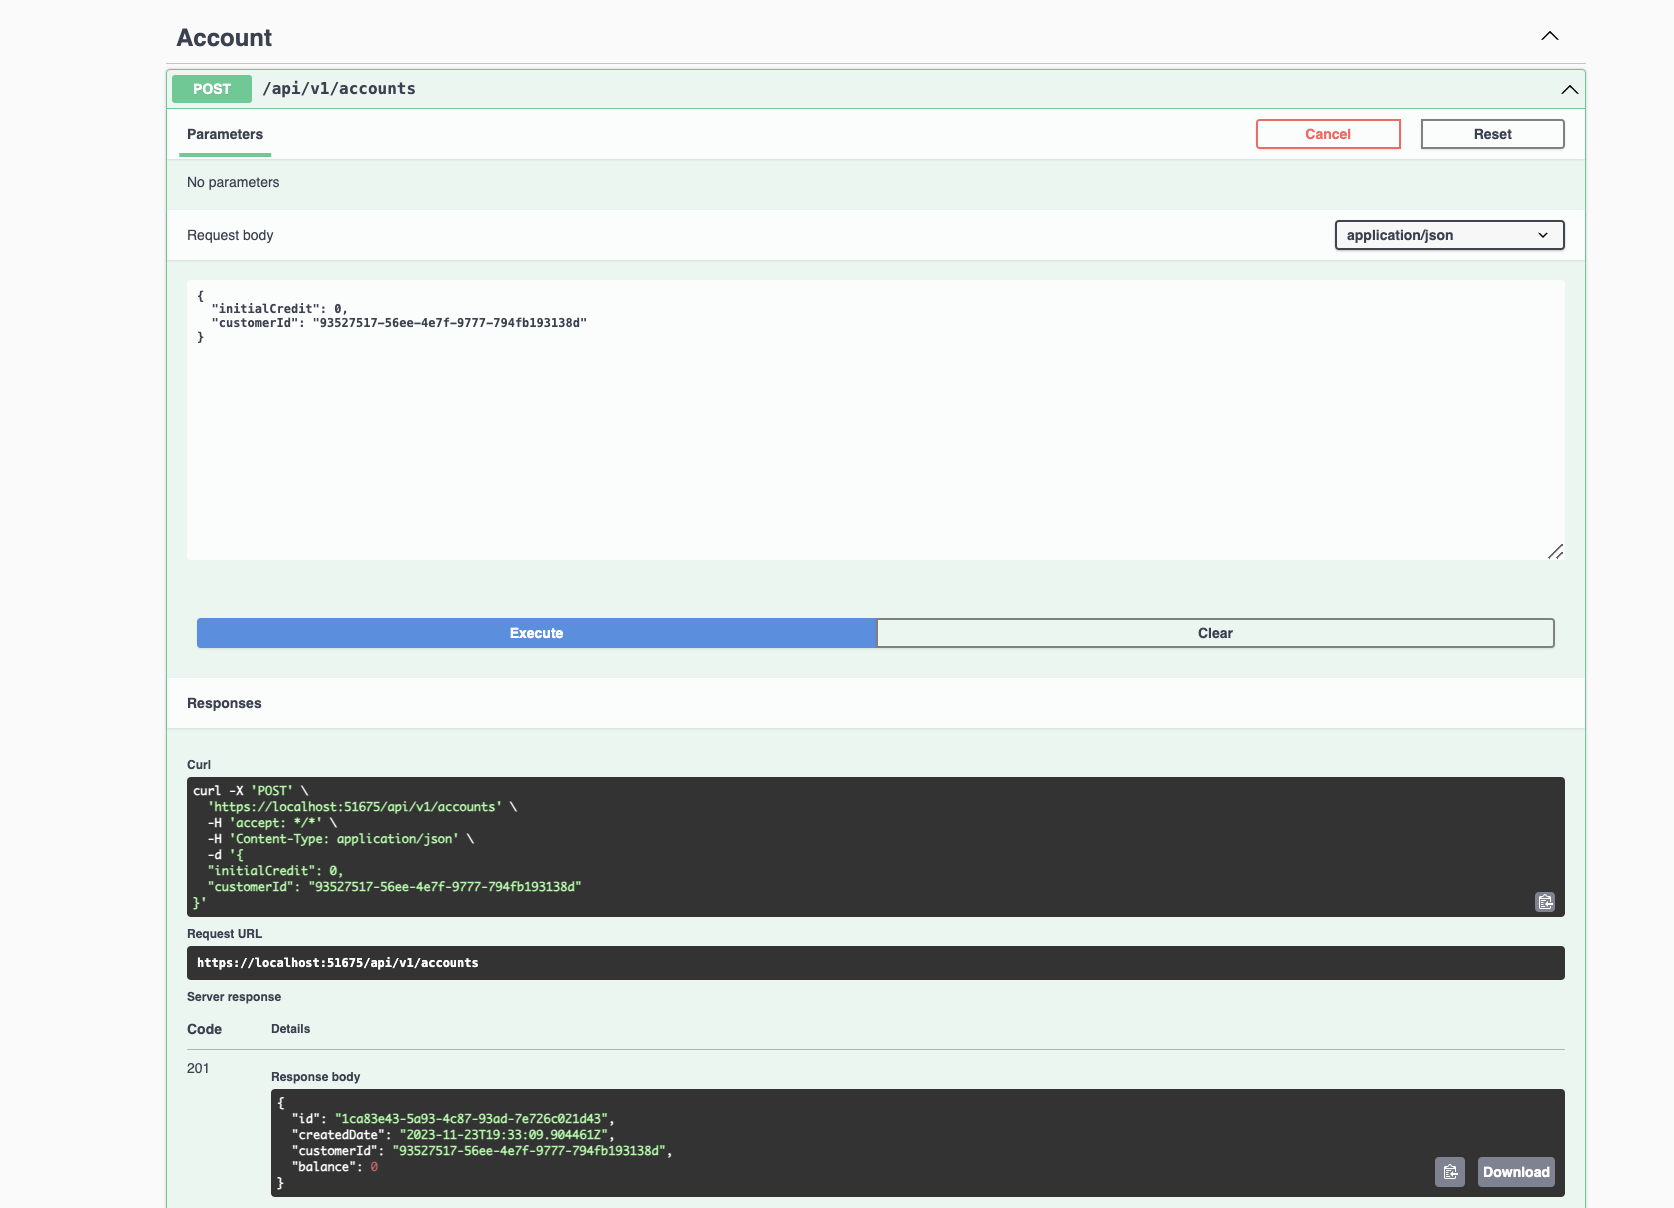 Account
POST /api/v1/accounts
Parameters
Cancel
Reset
No parameters
Request body
application/json
{
  "initialCredit": 0,
  "customerId": "93527517-56ee-4e7f-9777-794fb193138d"
}
Execute
Clear
Responses
Curl
curl -X 'POST' \
  'https://localhost:51675/api/v1/accounts' \
  -H 'accept: */*' \
  -H 'Content-Type: application/json' \
  -d '{
  "initialCredit": 0,
  "customerId": "93527517-56ee-4e7f-9777-794fb193138d"
}'
Request URL
https://localhost:51675/api/v1/accounts
Server response
Code Details
201
Response body
{
  "id": "1ca83e43-5a93-4c87-93ad-7e726c021d43",
  "createdDate": "2023-11-23T19:33:09.904461Z",
  "customerId": "93527517-56ee-4e7f-9777-794fb193138d",
  "balance": 0
}
Download